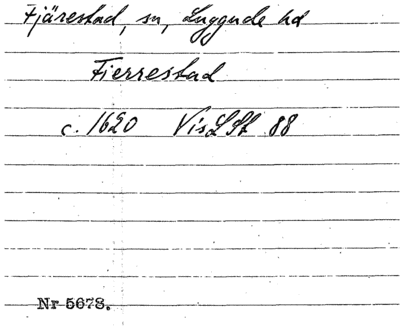 Fjärestad, sn, Luggude hd
Fierrestad
c. 1620 VisLSt 88
Nr 5678.